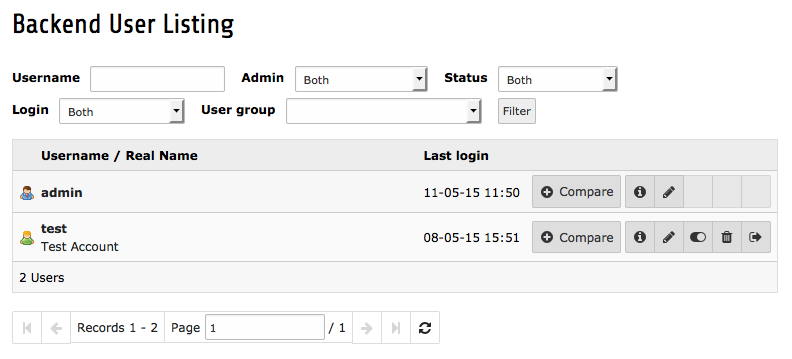 Backend User Listing
Username Admin Both Status Both
Login Both User group Filter
Username / Real Name Last login
admin 11-05-15 11:50 Compare
test 08-05-15 15:51 Compare
Test Account
2 Users
Records 1 - 2 Page 1 / 1